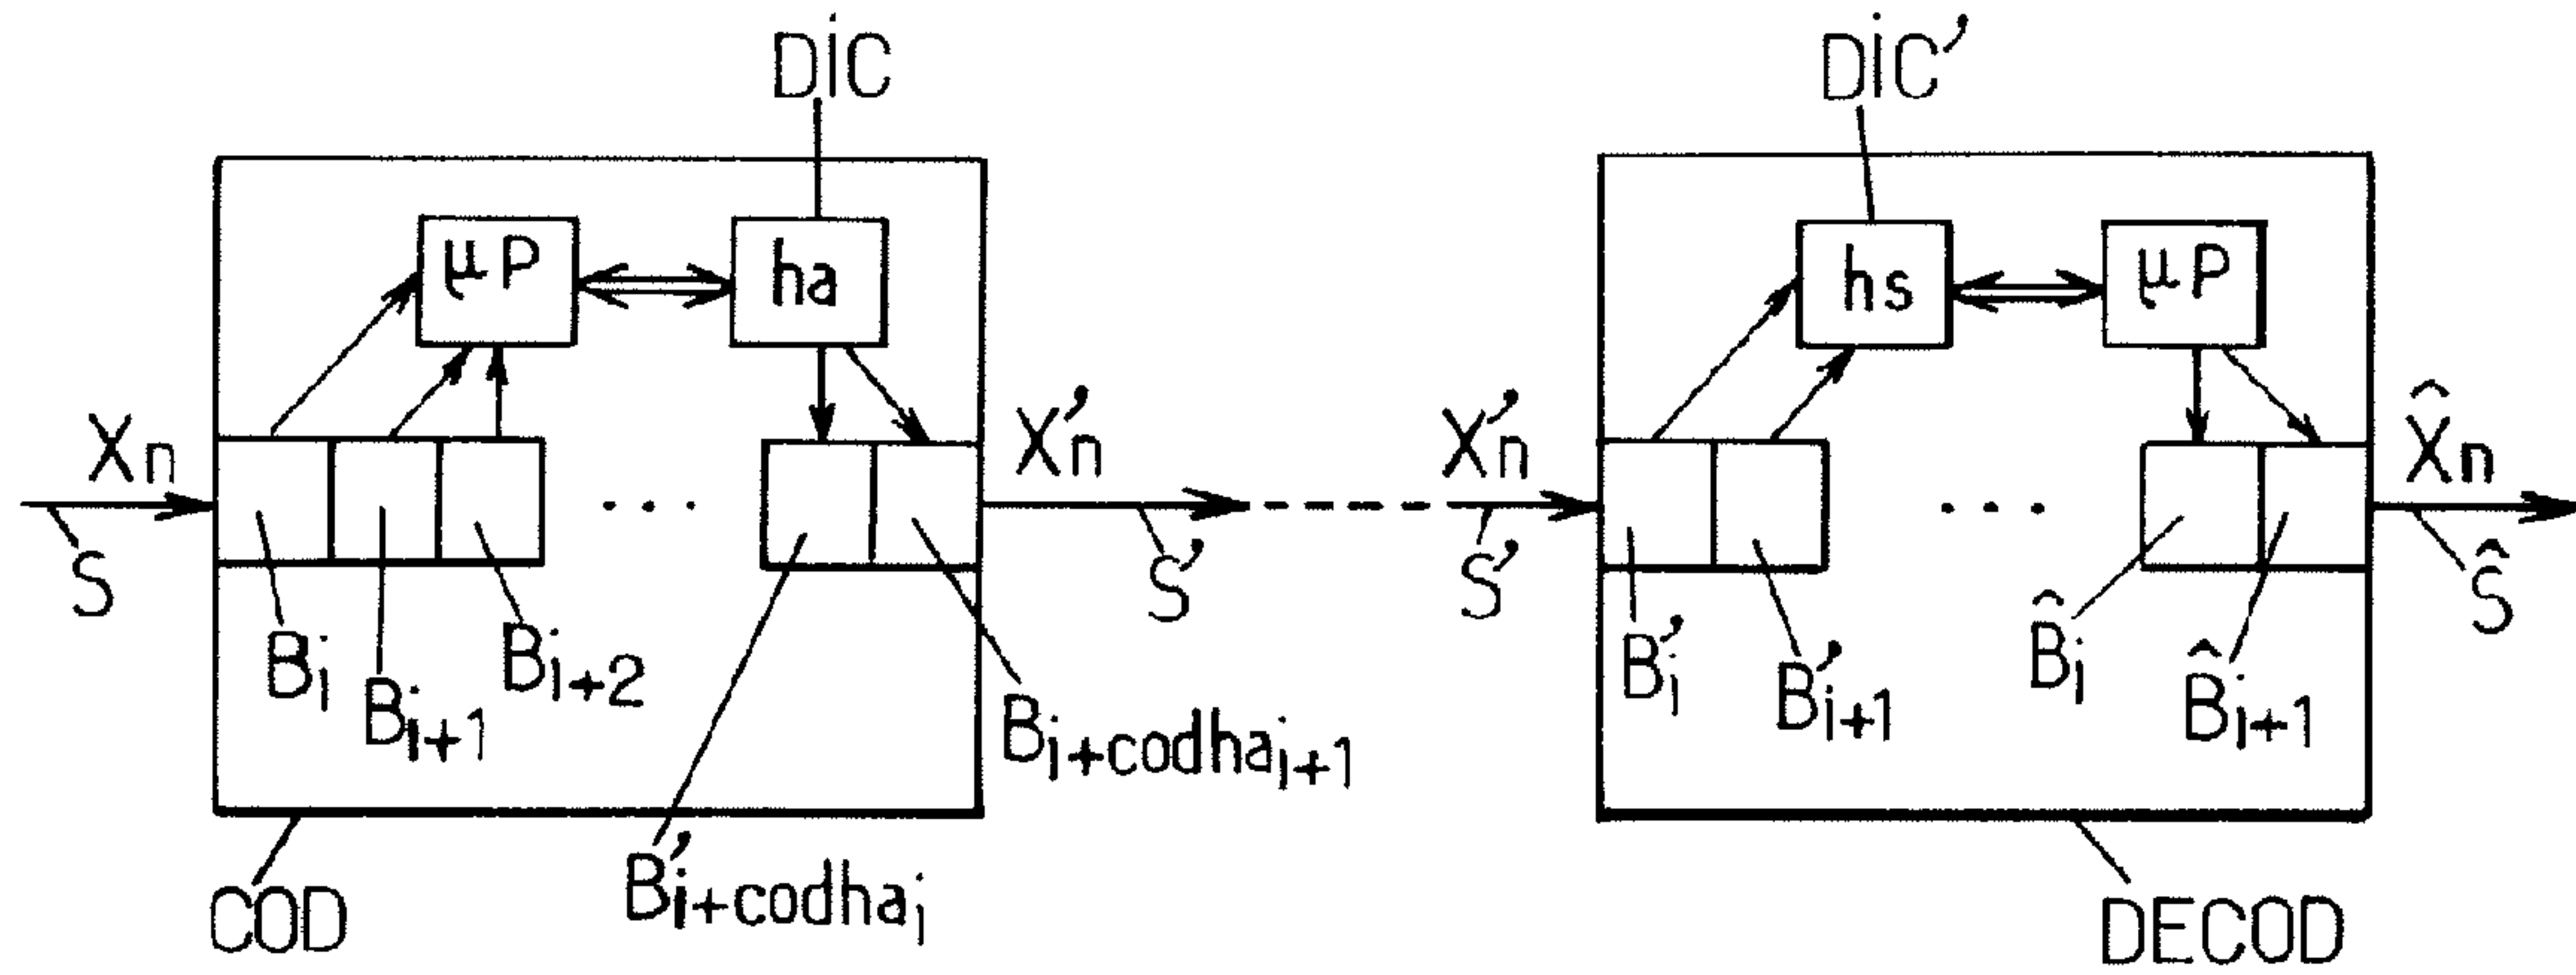 DiC
DiC'
μP
ha
hs
μP
Xn
X'n
X'n
X̂n
. . .
. . .
S
S'
S'
Ŝ
Bi
Bi+1
Bi+2
Bi+codhai+1
B'i
B'i+1
B̂i
B̂i+1
B'i+codhai
COD
DECOD